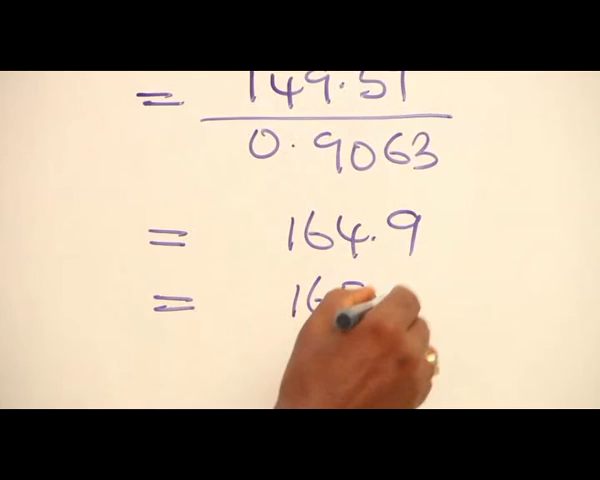 = 149.51
0.9063
= 164.9
= 16